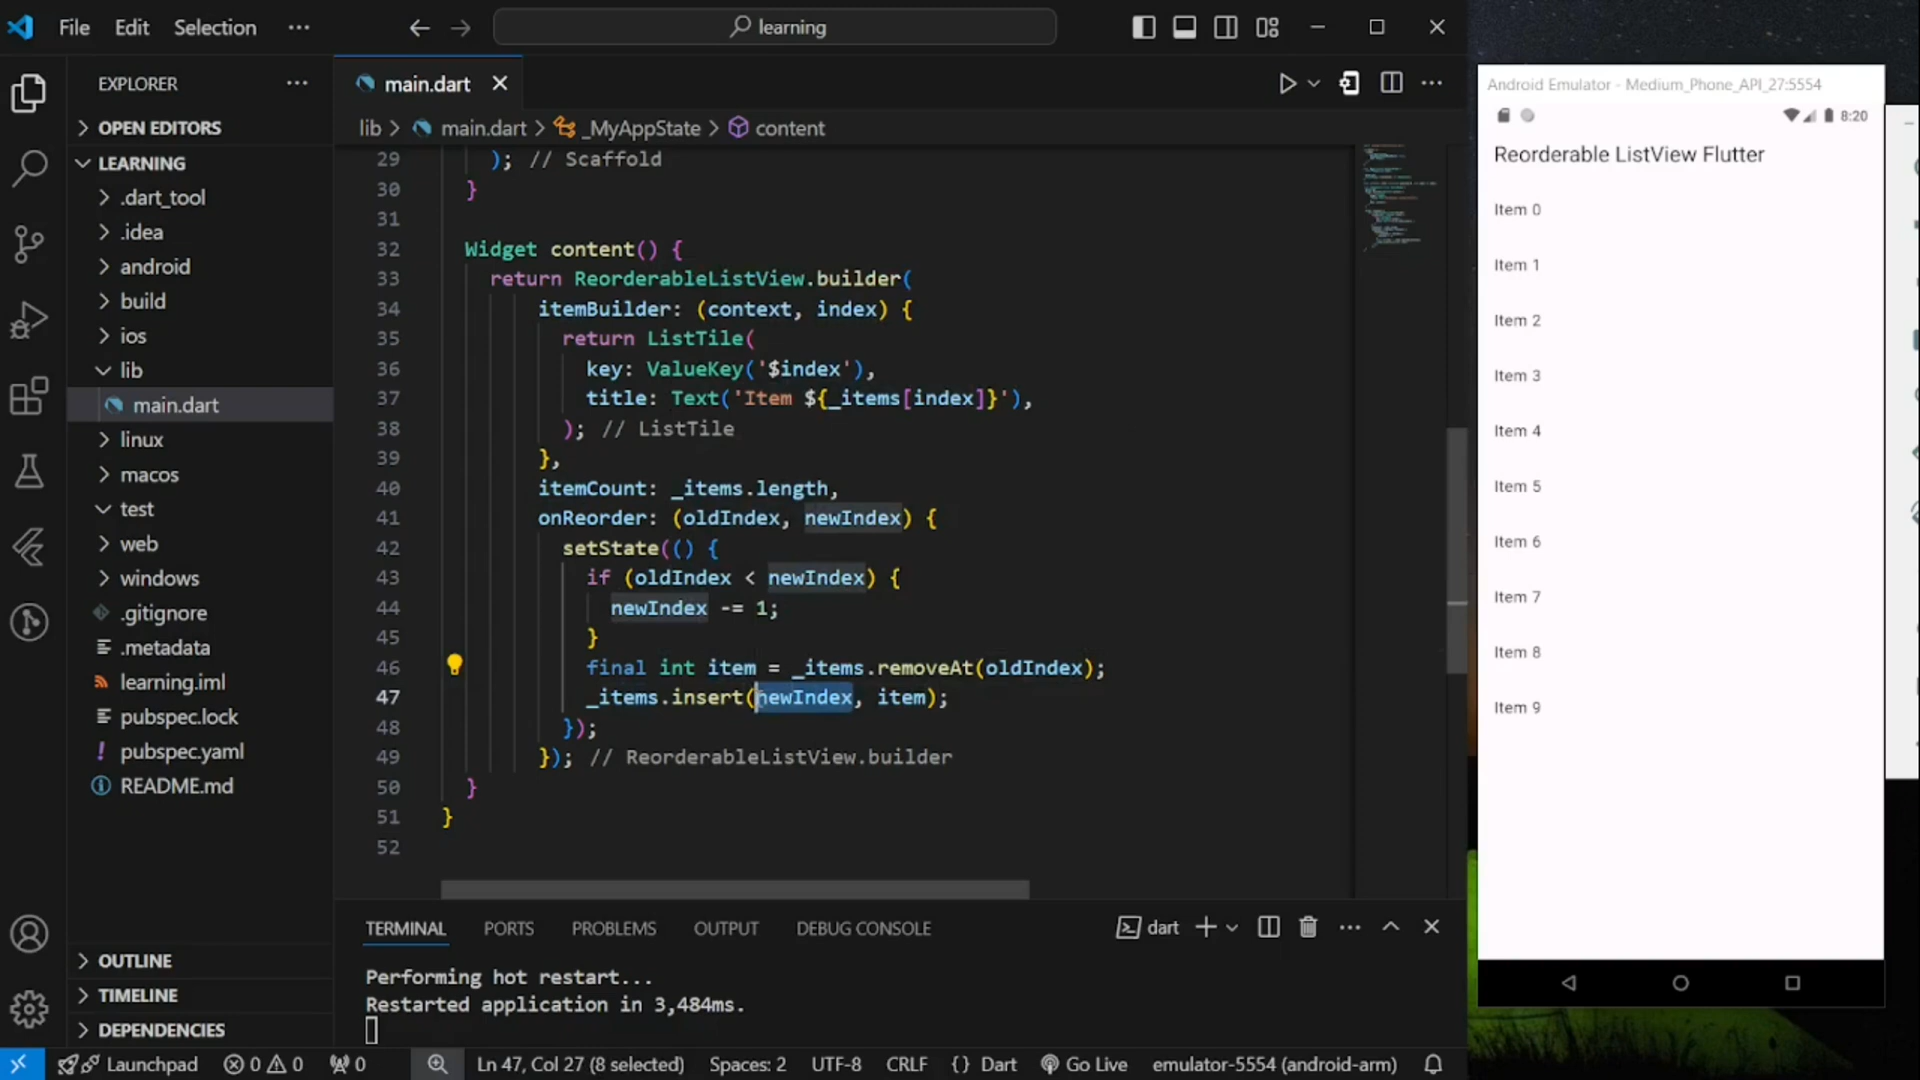 File Edit Selection ···
learning
EXPLORER
OPEN EDITORS
LEARNING
.dart_tool
.idea
android
build
ios
lib
main.dart
linux
macos
test
web
windows
.gitignore
.metadata
learning.iml
pubspec.lock
pubspec.yaml
README.md
OUTLINE
TIMELINE
DEPENDENCIES
main.dart
lib > main.dart > _MyAppState > content
29 ); // Scaffold
30 }
31
32 Widget content() {
33 return ReorderableListView.builder(
34 itemBuilder: (context, index) {
35 return ListTile(
36 key: ValueKey('$index'),
37 title: Text('Item ${_items[index]}'),
38 ); // ListTile
39 },
40 itemCount: _items.length,
41 onReorder: (oldIndex, newIndex) {
42 setState(() {
43 if (oldIndex < newIndex) {
44 newIndex -= 1;
45 }
46 final int item = _items.removeAt(oldIndex);
47 _items.insert(newIndex, item);
48 });
49 }); // ReorderableListView.builder
50 }
51 }
52
TERMINAL PORTS PROBLEMS OUTPUT DEBUG CONSOLE
dart
Performing hot restart...
Restarted application in 3,484ms.
Launchpad 0 0 0 Ln 47, Col 27 (8 selected) Spaces: 2 UTF-8 CRLF {} Dart Go Live emulator-5554 (android-arm)
Android Emulator - Medium_Phone_API_27:5554
8:20
Reorderable ListView Flutter
Item 0
Item 1
Item 2
Item 3
Item 4
Item 5
Item 6
Item 7
Item 8
Item 9